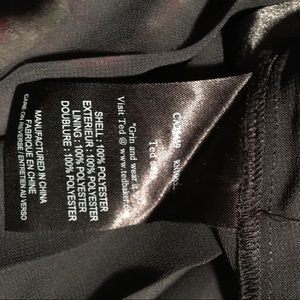 "Grin and wear it
Visit Ted @ www.tedbaker
SHELL: 100% POLYESTER
EXTERIEUR: 100% POLYESTER
LINING: 100% POLYESTER
DOUBLURE: 100% POLYESTER
MANUFACTURED IN CHINA
FABRIQUE EN CHINE
CARE ON REVERSE / ENTRETIEN AU VERSO